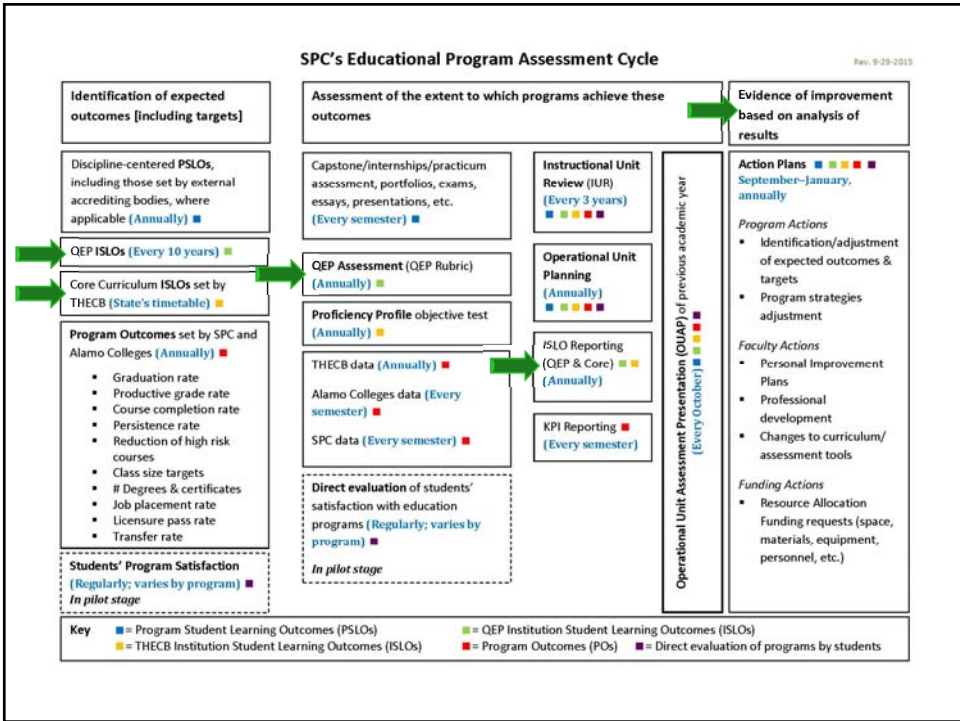 SPC's Educational Program Assessment Cycle
Rev. 9-29-2015
Identification of expected
outcomes [including targets]
Assessment of the extent to which programs achieve these
outcomes
Evidence of improvement
based on analysis of
results
Discipline-centered PSLOs,
including those set by external
accrediting bodies, where
applicable (Annually)
QEP ISLOs (Every 10 years)
Core Curriculum ISLOs set by
THECB (State's timetable)
Program Outcomes set by SPC and
Alamo Colleges (Annually)
Graduation rate
Productive grade rate
Course completion rate
Persistence rate
Reduction of high risk
courses
Class size targets
# Degrees & certificates
Job placement rate
Licensure pass rate
Transfer rate
Students' Program Satisfaction
(Regularly; varies by program)
In pilot stage
Capstone/internships/practicum
assessment, portfolios, exams,
essays, presentations, etc.
(Every semester)
QEP Assessment (QEP Rubric)
(Annually)
Proficiency Profile objective test
(Annually)
THECB data (Annually)
Alamo Colleges data (Every
semester)
SPC data (Every semester)
Direct evaluation of students'
satisfaction with education
programs (Regularly; varies by
program)
In pilot stage
Instructional Unit
Review (IUR)
(Every 3 years)
Operational Unit
Planning
(Annually)
ISLO Reporting
(QEP & Core)
(Annually)
KPI Reporting
(Every semester)
Operational Unit Assessment Presentation (OUAP) of previous academic year
(Every October)
Action Plans
September–January,
annually
Program Actions
Identification/adjustment
of expected outcomes &
targets
Program strategies
adjustment
Faculty Actions
Personal Improvement
Plans
Professional
development
Changes to curriculum/
assessment tools
Funding Actions
Resource Allocation
Funding requests (space,
materials, equipment,
personnel, etc.)
Key
= Program Student Learning Outcomes (PSLOs)
= QEP Institution Student Learning Outcomes (ISLOs)
= THECB Institution Student Learning Outcomes (ISLOs)
= Program Outcomes (POs)
= Direct evaluation of programs by students